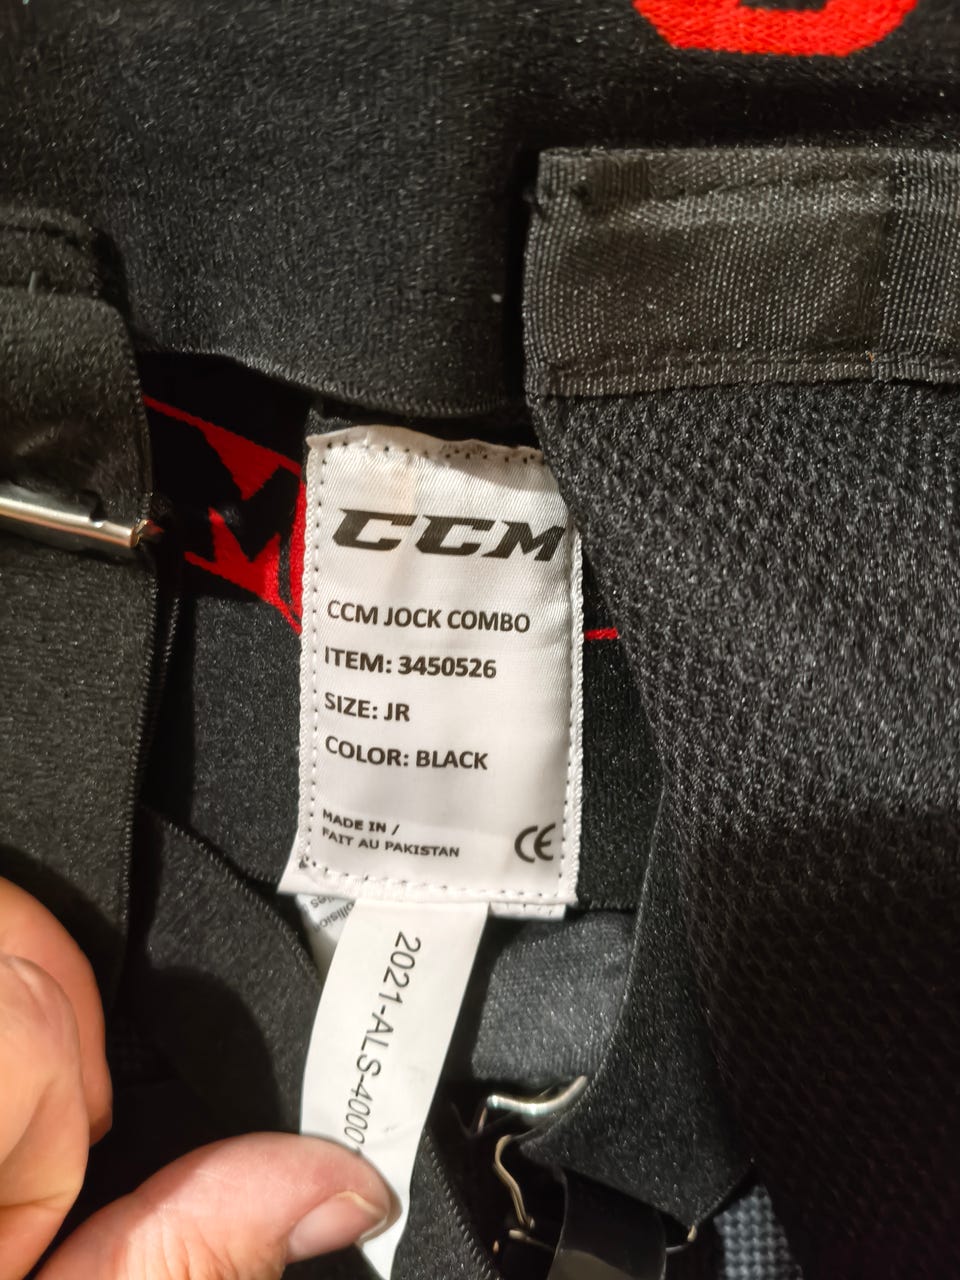 CCM
CCM JOCK COMBO
ITEM: 3450526
SIZE: JR
COLOR: BLACK
MADE IN /
FAIT AU PAKISTAN
CE
2021-ALS-4000